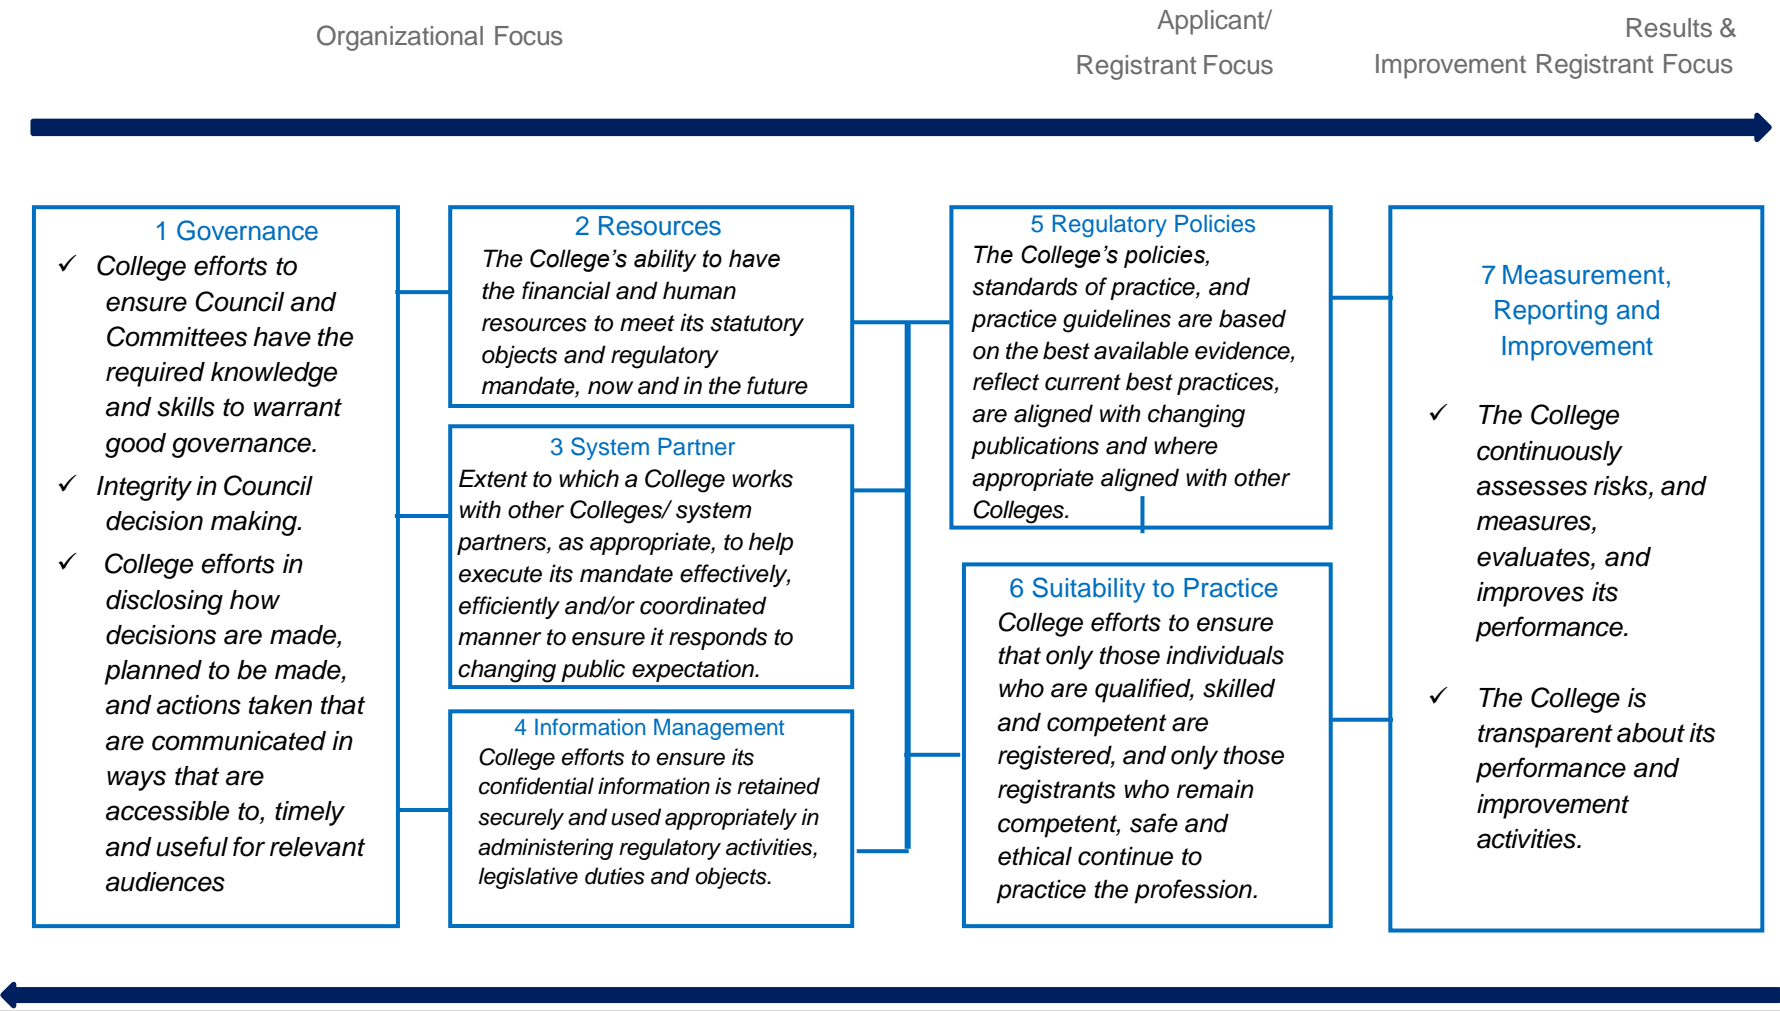 Organizational Focus
Applicant/
Registrant Focus
Results &
Improvement Registrant Focus
1 Governance
✓ College efforts to
ensure Council and
Committees have the
required knowledge
and skills to warrant
good governance.
✓ Integrity in Council
decision making.
✓ College efforts in
disclosing how
decisions are made,
planned to be made,
and actions taken that
are communicated in
ways that are
accessible to, timely
and useful for relevant
audiences
2 Resources
The College’s ability to have
the financial and human
resources to meet its statutory
objects and regulatory
mandate, now and in the future
3 System Partner
Extent to which a College works
with other Colleges/ system
partners, as appropriate, to help
execute its mandate effectively,
efficiently and/or coordinated
manner to ensure it responds to
changing public expectation.
4 Information Management
College efforts to ensure its
confidential information is retained
securely and used appropriately in
administering regulatory activities,
legislative duties and objects.
5 Regulatory Policies
The College’s policies,
standards of practice, and
practice guidelines are based
on the best available evidence,
reflect current best practices,
are aligned with changing
publications and where
appropriate aligned with other
Colleges.
6 Suitability to Practice
College efforts to ensure
that only those individuals
who are qualified, skilled
and competent are
registered, and only those
registrants who remain
competent, safe and
ethical continue to
practice the profession.
7 Measurement,
Reporting and
Improvement
✓ The College
continuously
assesses risks, and
measures,
evaluates, and
improves its
performance.
✓ The College is
transparent about its
performance and
improvement
activities.